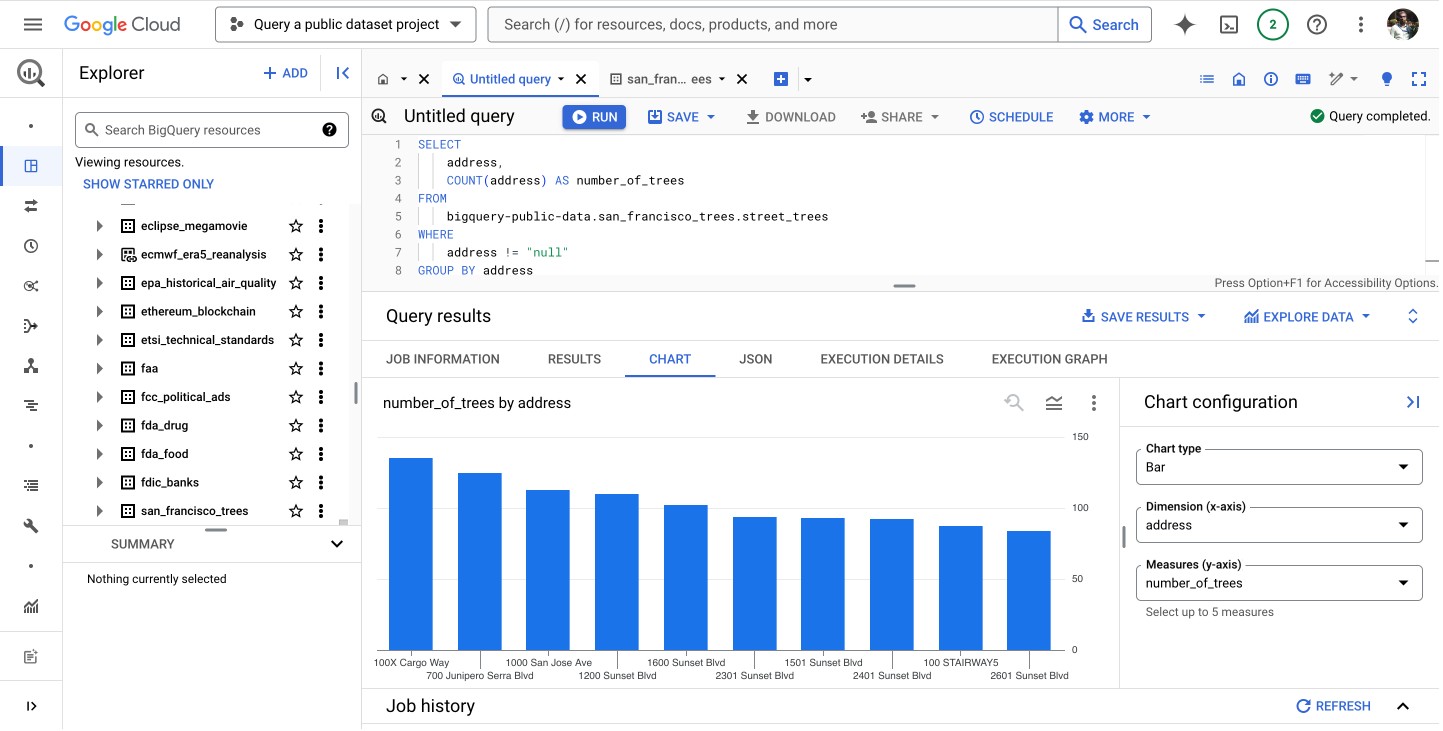 Google Cloud
Query a public dataset project
Search (/) for resources, docs, products, and more
Search
2
Explorer
ADD
Search BigQuery resources
Viewing resources.
SHOW STARRED ONLY
eclipse_megamovie
ecmwf_era5_reanalysis
epa_historical_air_quality
ethereum_blockchain
etsi_technical_standards
faa
fcc_political_ads
fda_drug
fda_food
fdic_banks
san_francisco_trees
SUMMARY
Nothing currently selected
Untitled query
san_fran... ees
Untitled query
RUN
SAVE
DOWNLOAD
SHARE
SCHEDULE
MORE
Query completed.
1 SELECT
2 address,
3 COUNT(address) AS number_of_trees
4 FROM
5 bigquery-public-data.san_francisco_trees.street_trees
6 WHERE
7 address != "null"
8 GROUP BY address
Press Option+F1 for Accessibility Options.
Query results
SAVE RESULTS
EXPLORE DATA
JOB INFORMATION
RESULTS
CHART
JSON
EXECUTION DETAILS
EXECUTION GRAPH
number_of_trees by address
150
100
50
0
100X Cargo Way
700 Junipero Serra Blvd
1000 San Jose Ave
1200 Sunset Blvd
1600 Sunset Blvd
2301 Sunset Blvd
1501 Sunset Blvd
2401 Sunset Blvd
100 STAIRWAY5
2601 Sunset Blvd
Chart configuration
Chart type
Bar
Dimension (x-axis)
address
Measures (y-axis)
number_of_trees
Select up to 5 measures
Job history
REFRESH